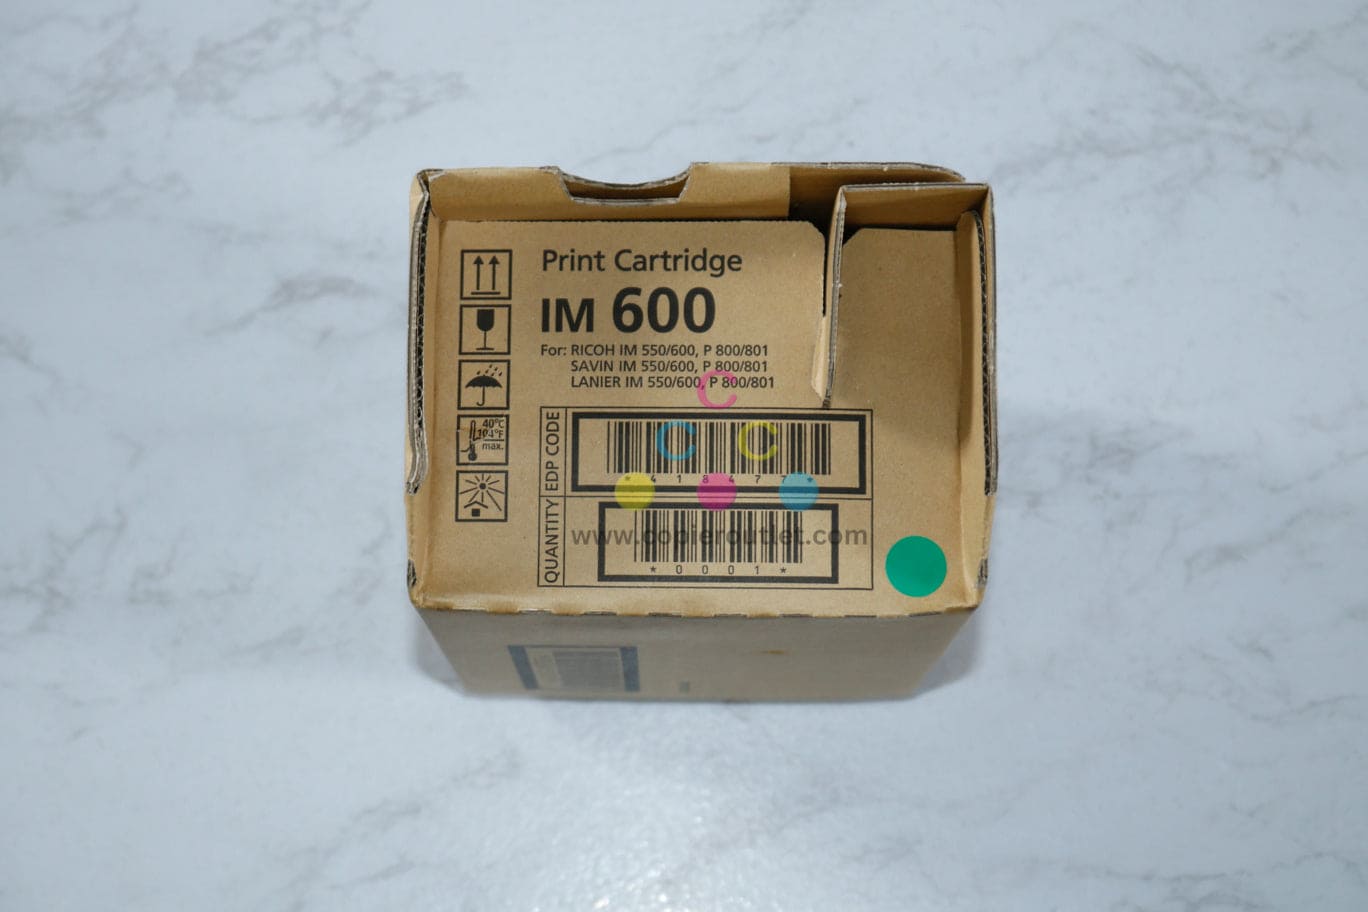 Print Cartridge
IM 600
For: RICOH IM 550/600, P 800/801
SAVIN IM 550/600, P 800/801
LANIER IM 550/600, P 800/801
40°C
104°F
max.
EDP CODE
*418477*
QUANTITY
*0001*
www.copieroutlet.com